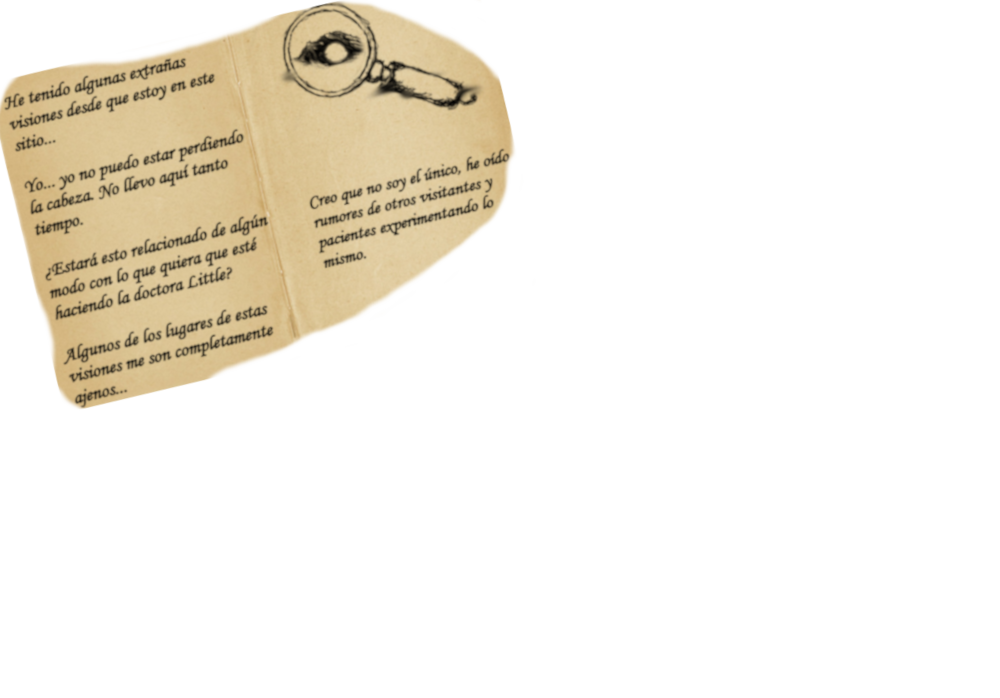 He tenido algunas extrañas
visiones desde que estoy en este
sitio...
Yo... yo no puedo estar perdiendo
la cabeza. No llevo aquí tanto
tiempo.
¿Estará esto relacionado de algún
modo con lo que quiera que esté
haciendo la doctora Little?
Algunos de los lugares de estas
visiones me son completamente
ajenos...
Creo que no soy el único, he oído
rumores de otros visitantes y
pacientes experimentando lo
mismo.